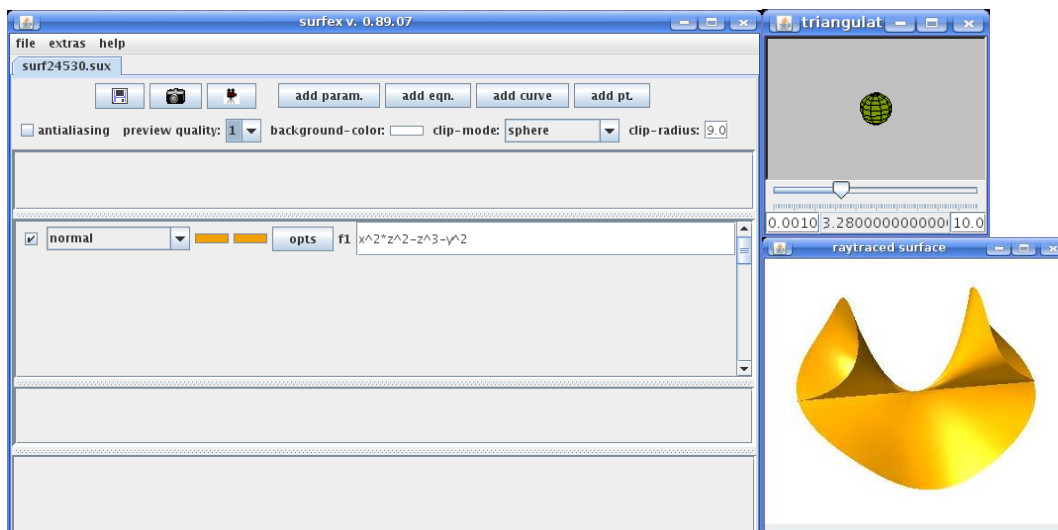 surfex v. 0.89.07
file extras help
surf24530.sux
add param. add eqn. add curve add pt.
antialiasing preview quality: 1 background-color: clip-mode: sphere clip-radius: 9.0
normal opts f1 x^2*z^2-z^3-y^2
triangulat
0.0010 3.280000000000 10.0
raytraced surface